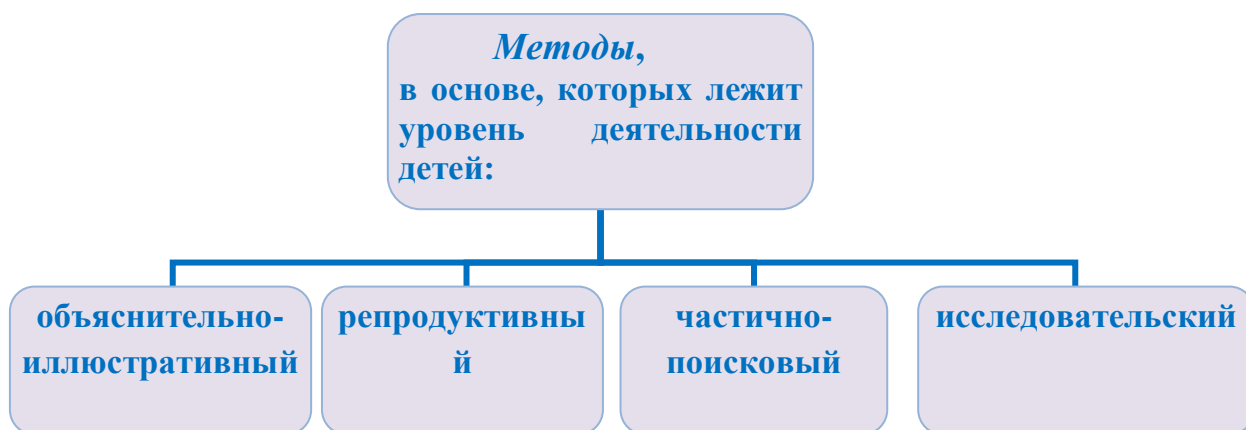 Методы,
в основе, которых лежит
уровень деятельности
детей:
объяснительно-
иллюстративный
репродуктивны
й
частично-
поисковый
исследовательский